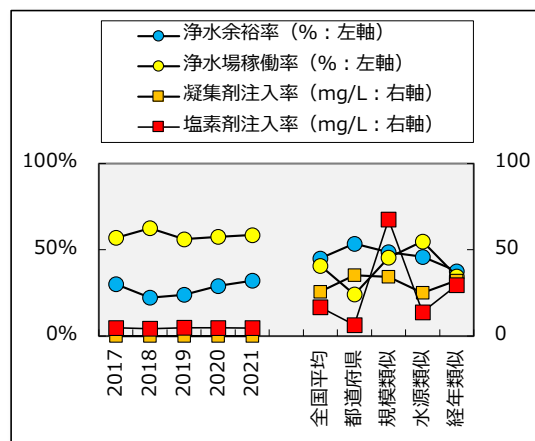 浄水余裕率（%：左軸）
浄水場稼働率（%：左軸）
凝集剤注入率（mg/L：右軸）
塩素剤注入率（mg/L：右軸）
100%
100
50%
50
0%
0
2017
2018
2019
2020
2021
全国平均
都道府県
規模類似
水源類似
経年類似